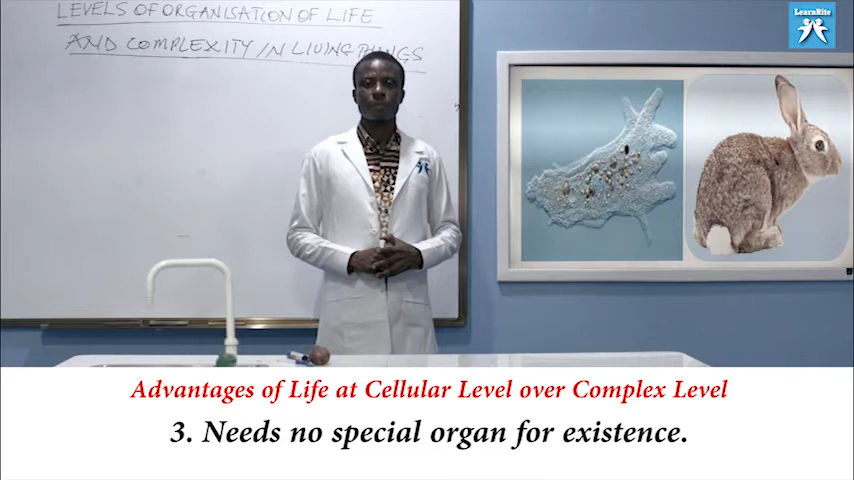 LEVELS OF ORGANISATION OF LIFE
AND COMPLEXITY IN LIVING THINGS
LearnRite
Advantages of Life at Cellular Level over Complex Level
3. Needs no special organ for existence.